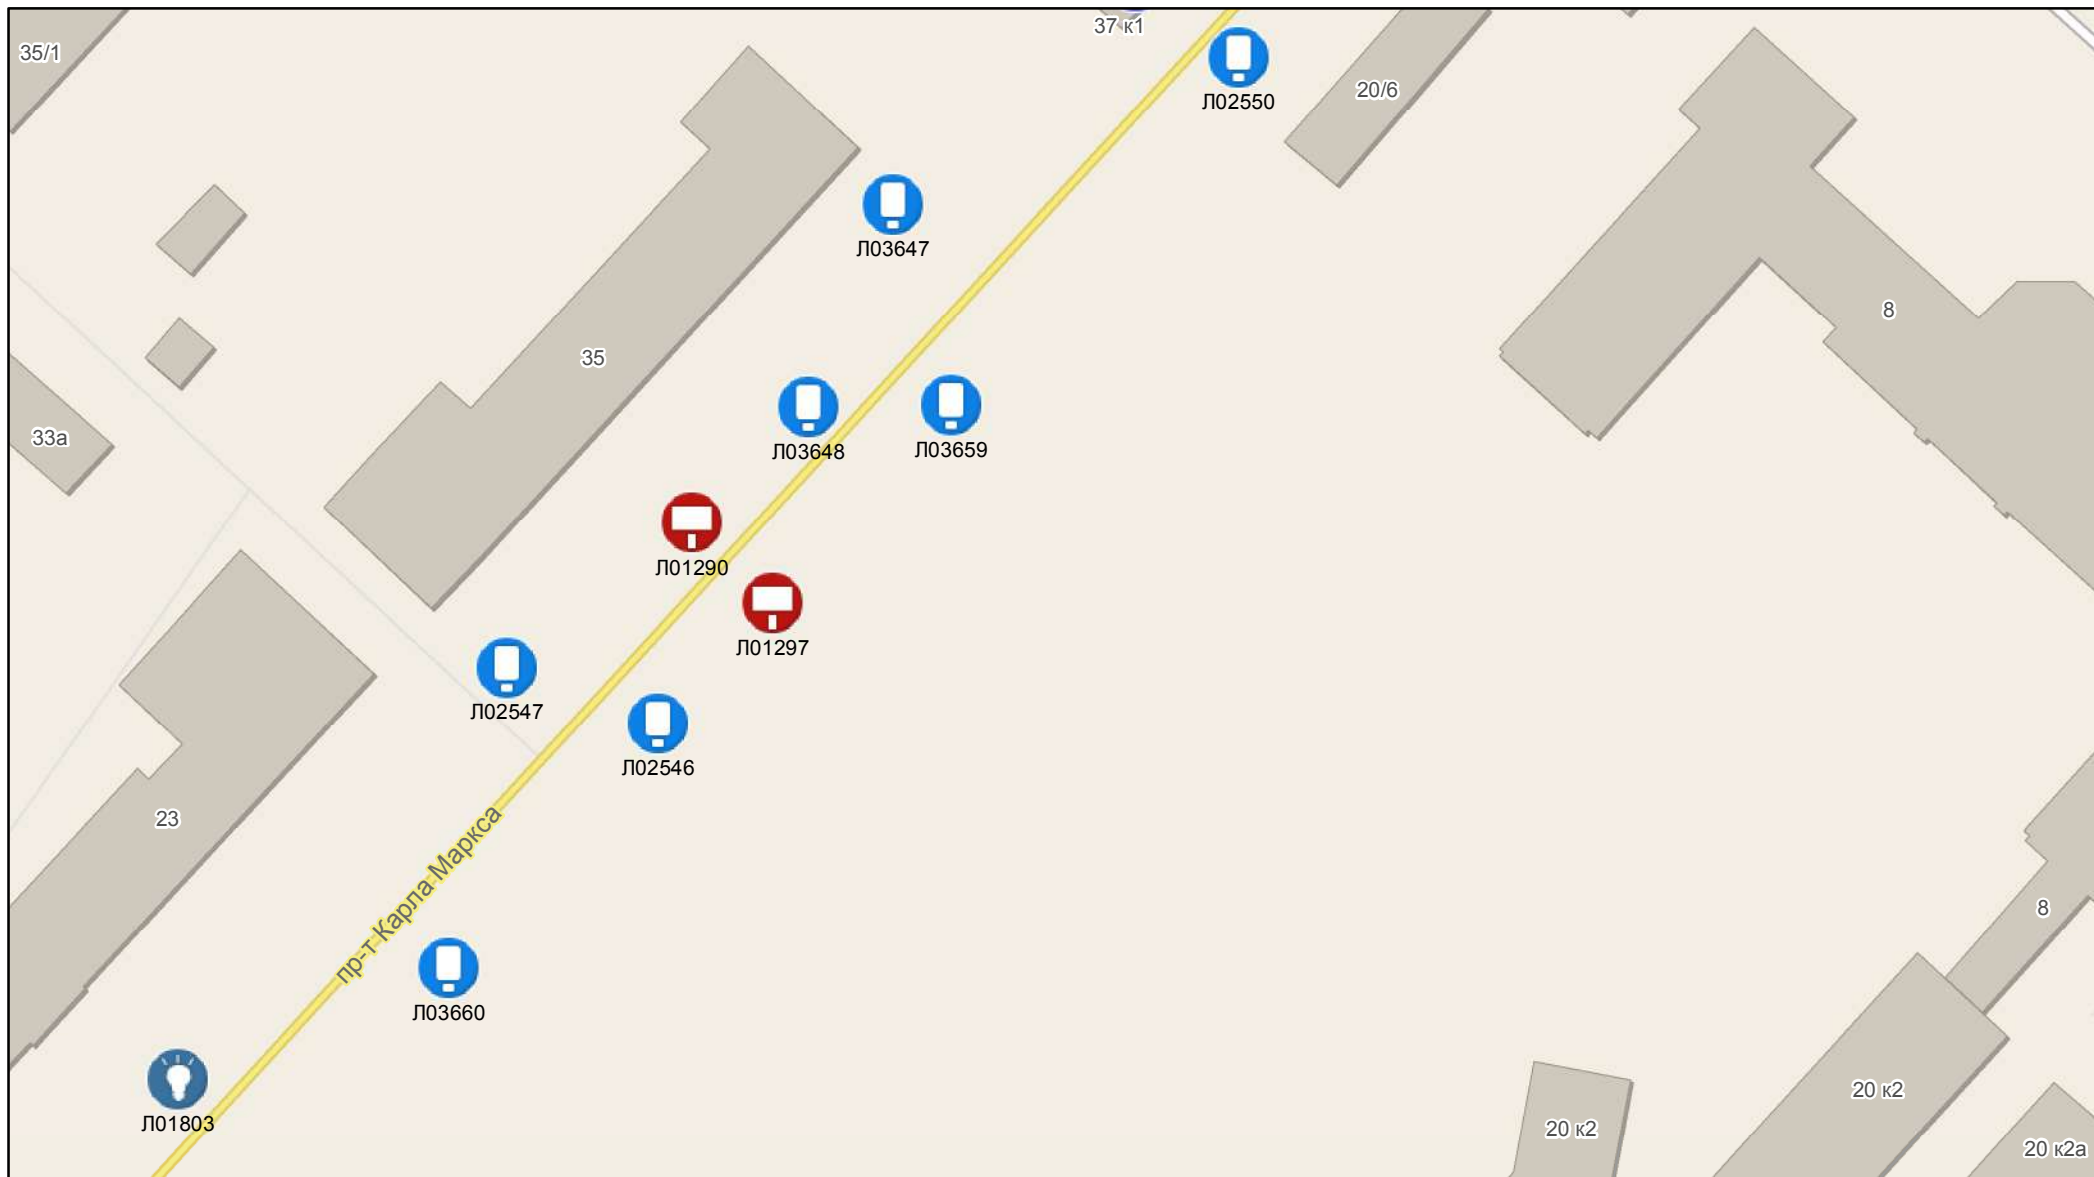 37 к1
35/1
20/6
Л02550
Л03647
8
35
33а
Л03648
Л03659
Л01290
Л01297
Л02547
Л02546
23
пр-т Карла Маркса
8
Л03660
20 к2
Л01803
20 к2
20 к2а